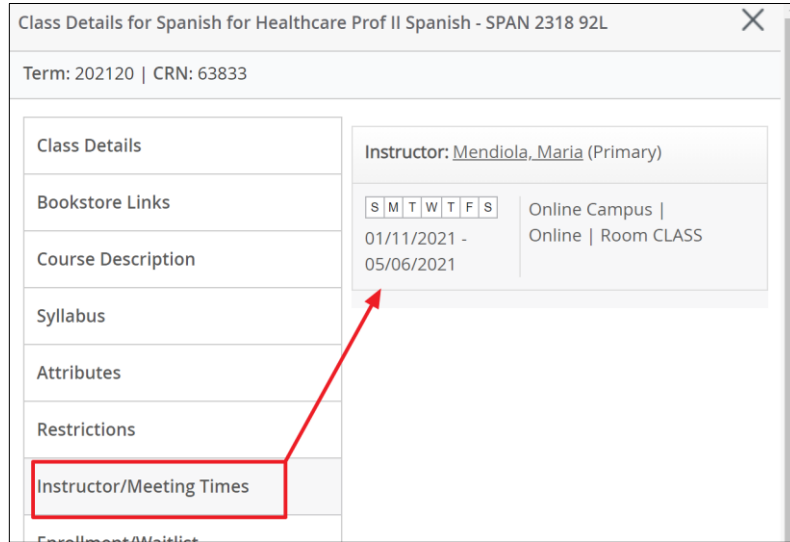 Class Details for Spanish for Healthcare Prof II Spanish - SPAN 2318 92L
Term: 202120 | CRN: 63833
Class Details
Bookstore Links
Course Description
Syllabus
Attributes
Restrictions
Instructor/Meeting Times
Enrollment/Waitlist
Instructor: Mendiola, Maria (Primary)
S M T W T F S
01/11/2021 -
05/06/2021
Online Campus |
Online | Room CLASS